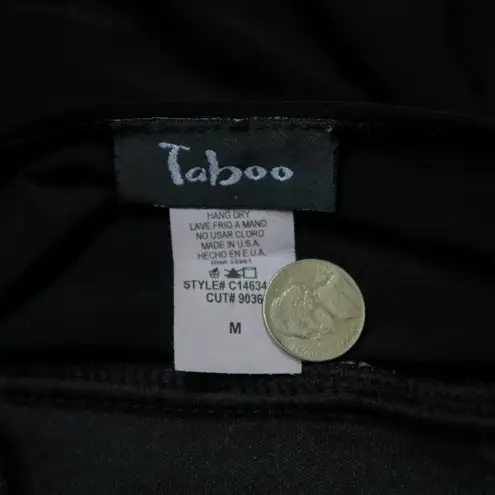 Taboo
HANG DRY
LAVE FRIO A MANO
NO USAR CLORO
MADE IN U.S.A.
HECHO EN E.U.A.
STYLE# C14634
CUT# 9036
M